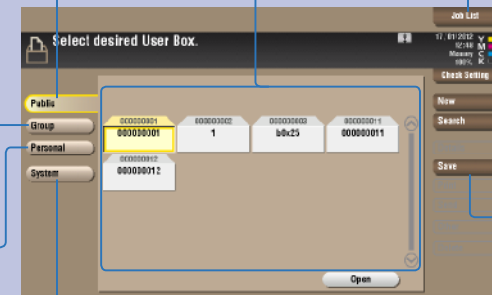 Job List
Select desired User Box.
17/01/2012
02:48
Memory
100%
Y
M
C
K
Check Setting
Public
Now
Group
Search
Personal
System
Save
000000001
000000001
000000002
1
000000003
b0x25
000000011
000000011
000000012
000000012
Open